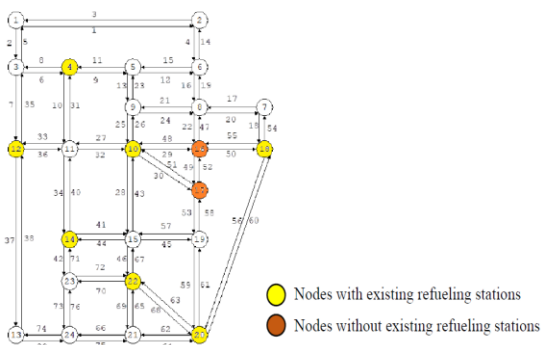 3
1 2
1
2 5 4 14
8 11 15
3 4 5 6
6 9 12
13 23 16 19
21 17
7 35 10 31 9 8 7
24 20
25 26 22 47 18 54
33 27 48 55
12 11 10 18
36 32 29 50
51 49 52
30
34 40 28 43
53 58 56 60
41 57
37 38 14 15 19
44 45
42 71 46 67
72
23 22
70 59 61
63
73 76 69 65 68
74 66 62
13 24 21 20
Nodes with existing refueling stations
Nodes without existing refueling stations